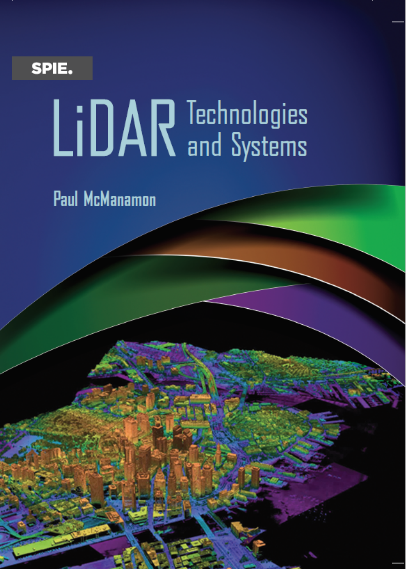 SPIE.
LiDAR Technologies
and Systems
Paul McManamon